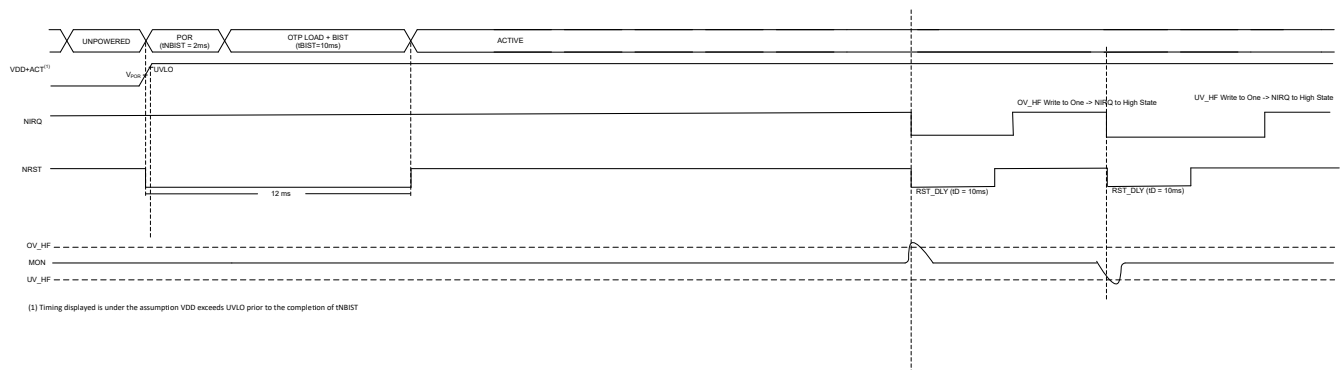 UNPOWERED
POR
(tNBIST = 2ms)
OTP LOAD + BIST
(tBIST=10ms)
ACTIVE
VDD+ACT(1)
VPOR
UVLO
OV_HF Write to One -> NIRQ to High State
UV_HF Write to One -> NIRQ to High State
NIRQ
NRST
12 ms
RST_DLY (tD = 10ms)
RST_DLY (tD = 10ms)
OV_HF
MON
UV_HF
(1) Timing displayed is under the assumption VDD exceeds UVLO prior to the completion of tNBIST